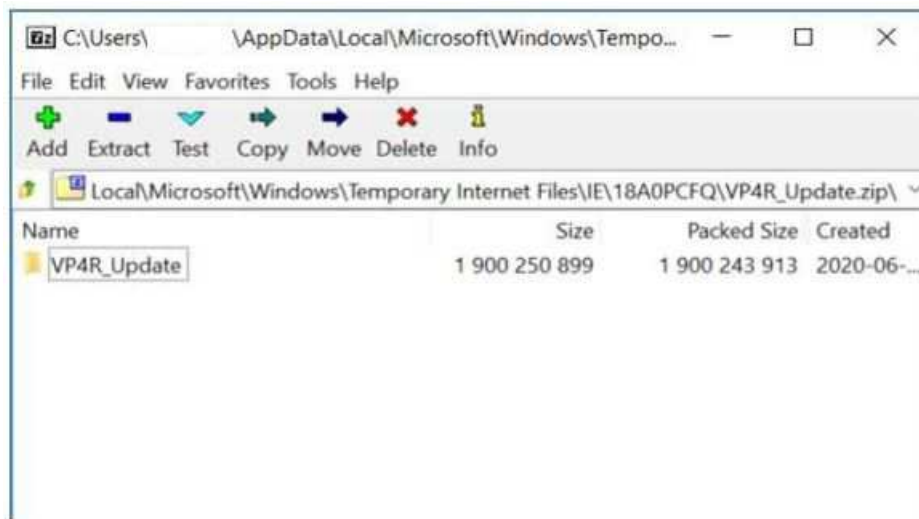 C:\Users\ \AppData\Local\Microsoft\Windows\Tempo...
File Edit View Favorites Tools Help
Add Extract Test Copy Move Delete Info
Local\Microsoft\Windows\Temporary Internet Files\IE\18A0PCFQ\VP4R_Update.zip\
Name Size Packed Size Created
VP4R_Update 1 900 250 899 1 900 243 913 2020-06-...